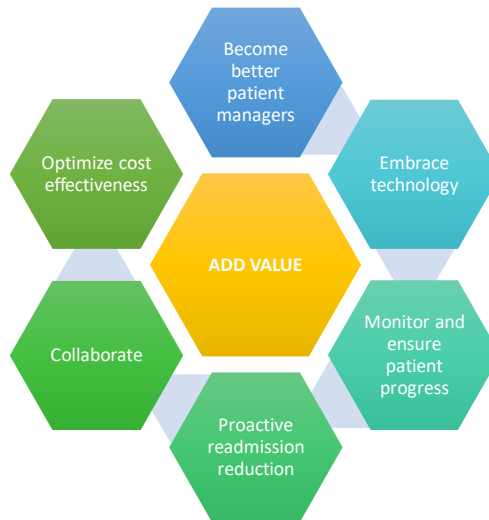 Become
better
patient
managers
Embrace
technology
Monitor and
ensure
patient
progress
Proactive
readmission
reduction
Collaborate
Optimize cost
effectiveness
ADD VALUE